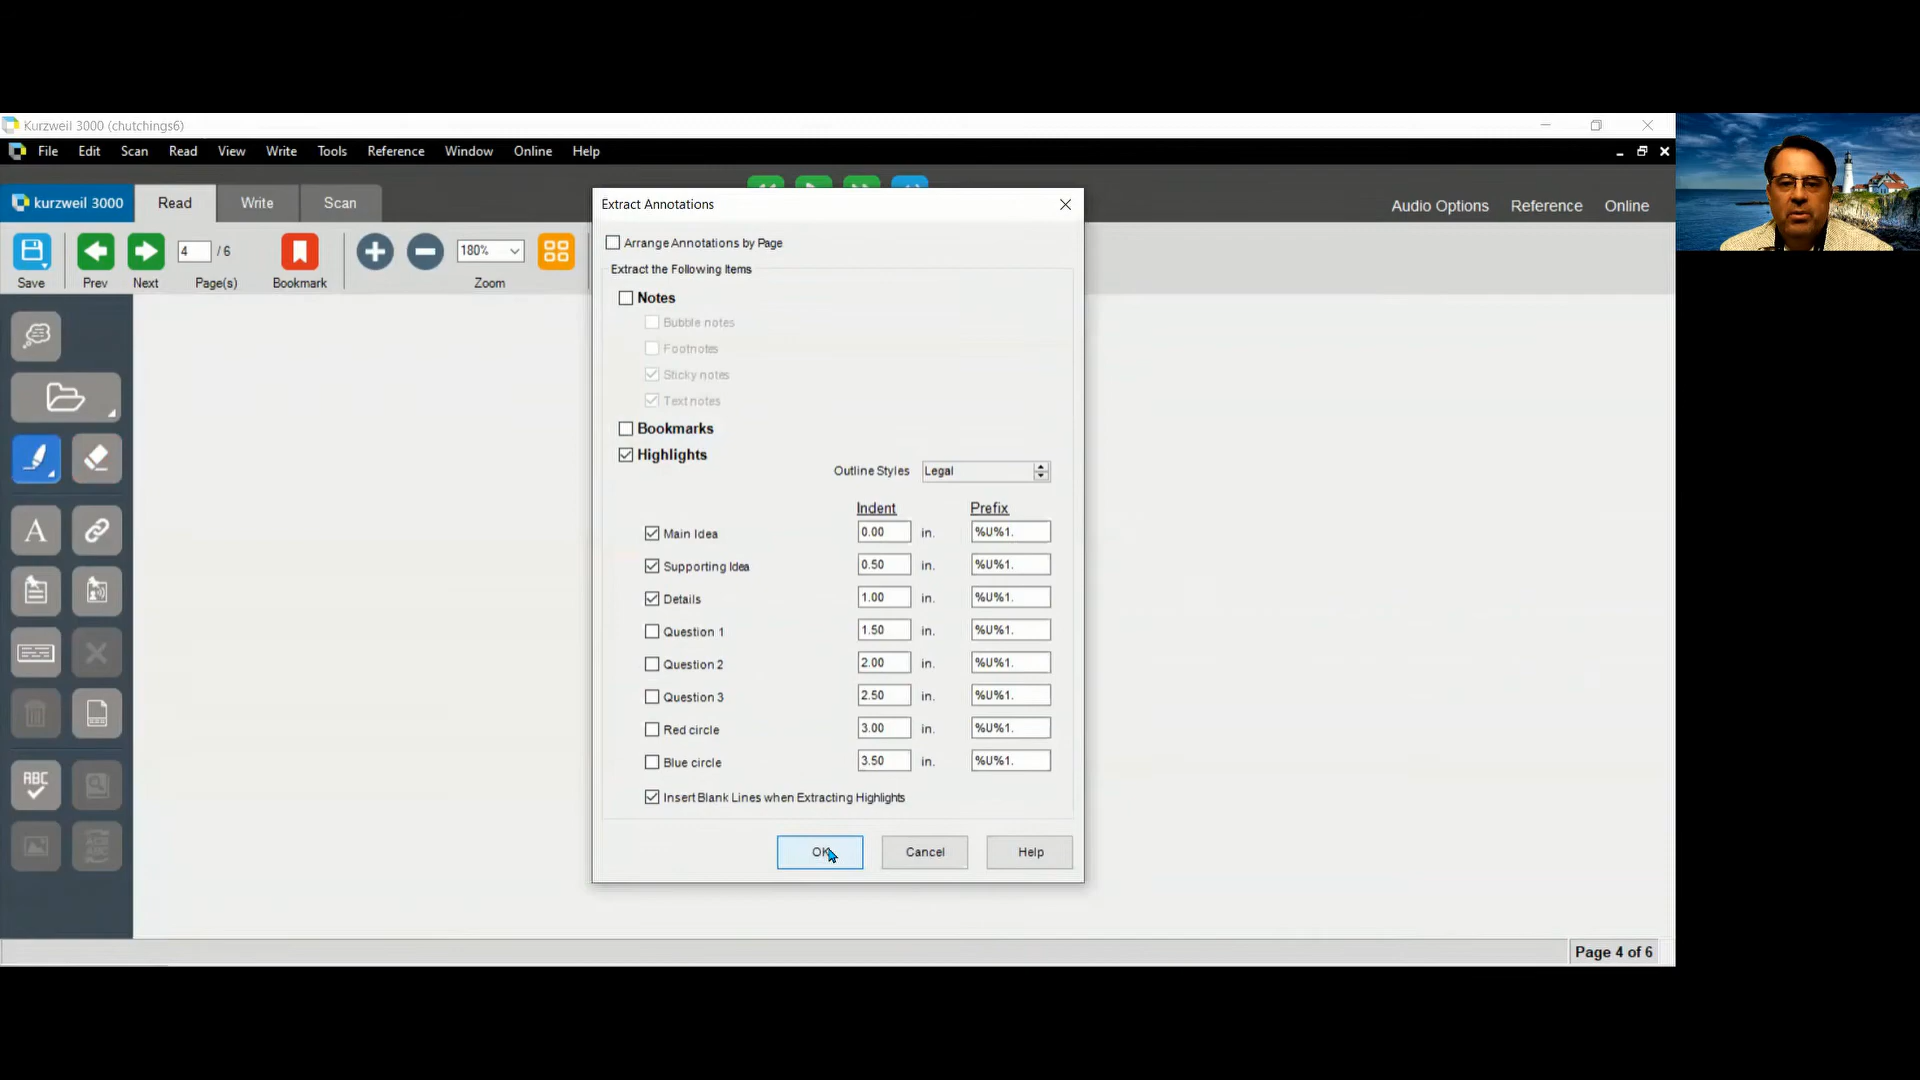 Kurzweil 3000 (chutchings6)
File Edit Scan Read View Write Tools Reference Window Online Help
kurzweil 3000 Read Write Scan
Audio Options Reference Online
4 / 6
180%
Save Prev Next Page(s) Bookmark Zoom
A
ABC
Extract Annotations
Arrange Annotations by Page
Extract the Following Items
Notes
Bubble notes
Footnotes
Sticky notes
Text notes
Bookmarks
Highlights
Outline Styles Legal
Indent Prefix
Main Idea 0.00 in. %U%1.
Supporting Idea 0.50 in. %U%1.
Details 1.00 in. %U%1.
Question 1 1.50 in. %U%1.
Question 2 2.00 in. %U%1.
Question 3 2.50 in. %U%1.
Red circle 3.00 in. %U%1.
Blue circle 3.50 in. %U%1.
Insert Blank Lines when Extracting Highlights
OK Cancel Help
Page 4 of 6